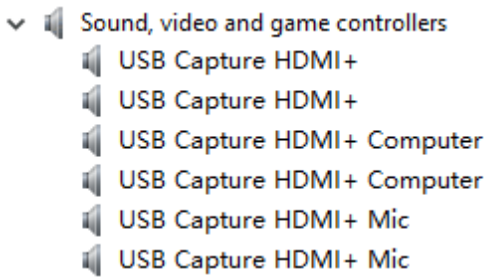 Sound, video and game controllers
USB Capture HDMI+
USB Capture HDMI+
USB Capture HDMI+ Computer
USB Capture HDMI+ Computer
USB Capture HDMI+ Mic
USB Capture HDMI+ Mic